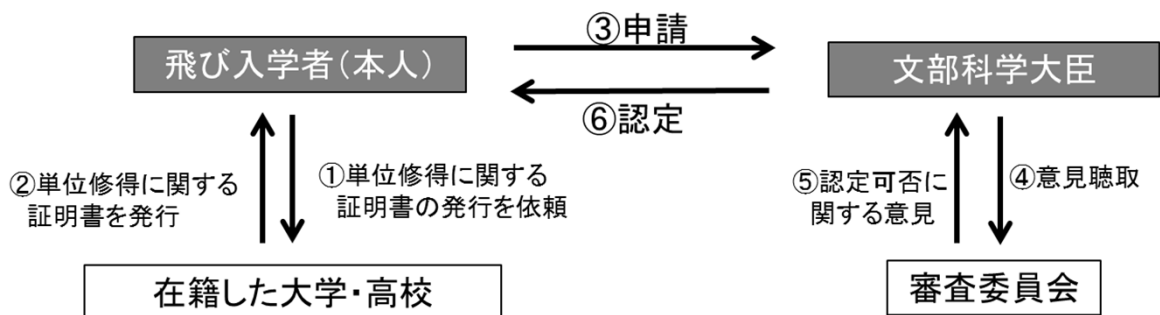 ③申請
飛び入学者(本人)
文部科学大臣
⑥認定
②単位修得に関する
証明書を発行
①単位修得に関する
証明書の発行を依頼
⑤認定可否に
関する意見
④意見聴取
在籍した大学・高校
審査委員会